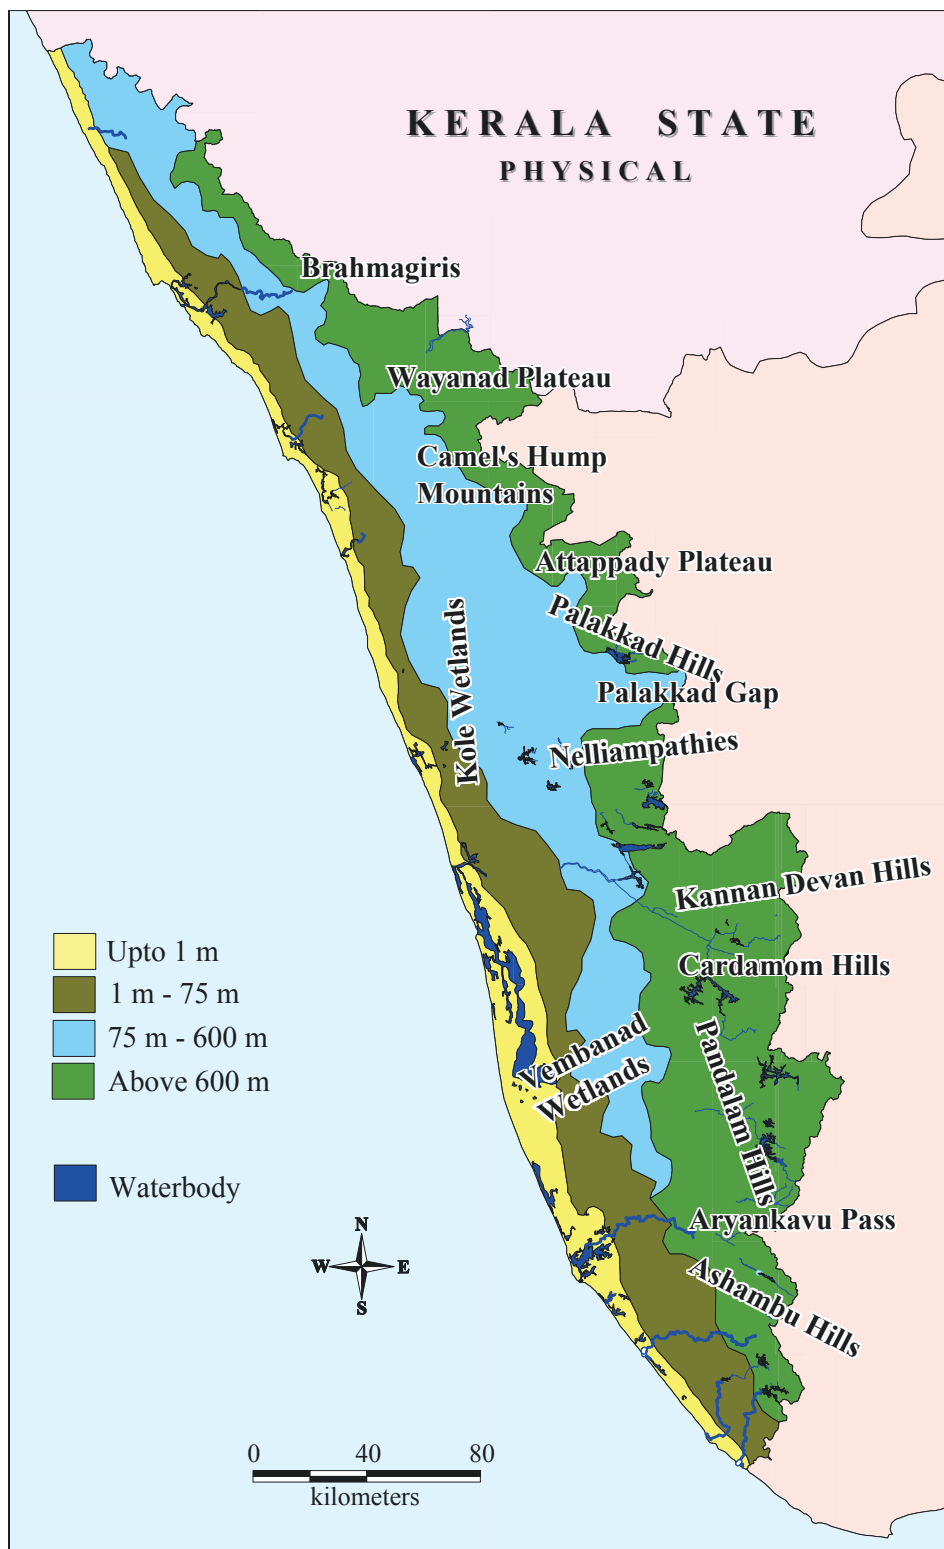 KERALA STATE
PHYSICAL
Brahmagiris
Wayanad Plateau
Camel's Hump
Mountains
Attappady Plateau
Palakkad Hills
Palakkad Gap
Kole Wetlands
Nelliampathies
Kannan Devan Hills
Cardamom Hills
Vembanad
Wetlands
Pandalam Hills
Aryankavu Pass
Ashambu Hills
Upto 1 m
1 m - 75 m
75 m - 600 m
Above 600 m
Waterbody
N
W E
S
0 40 80
kilometers